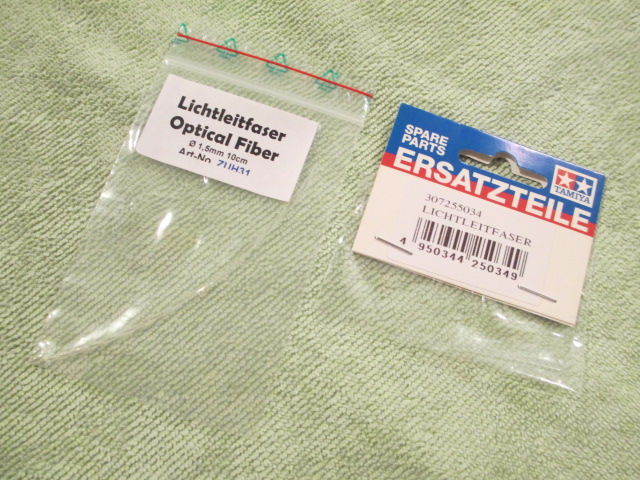 Lichtleitfaser
Optical Fiber
Ø 1,5mm 10cm
Art-No. ZUH31
SPARE
PARTS
ERSATZTEILE
TAMIYA
307255034
LICHTLEITFASER
4 950344 250349